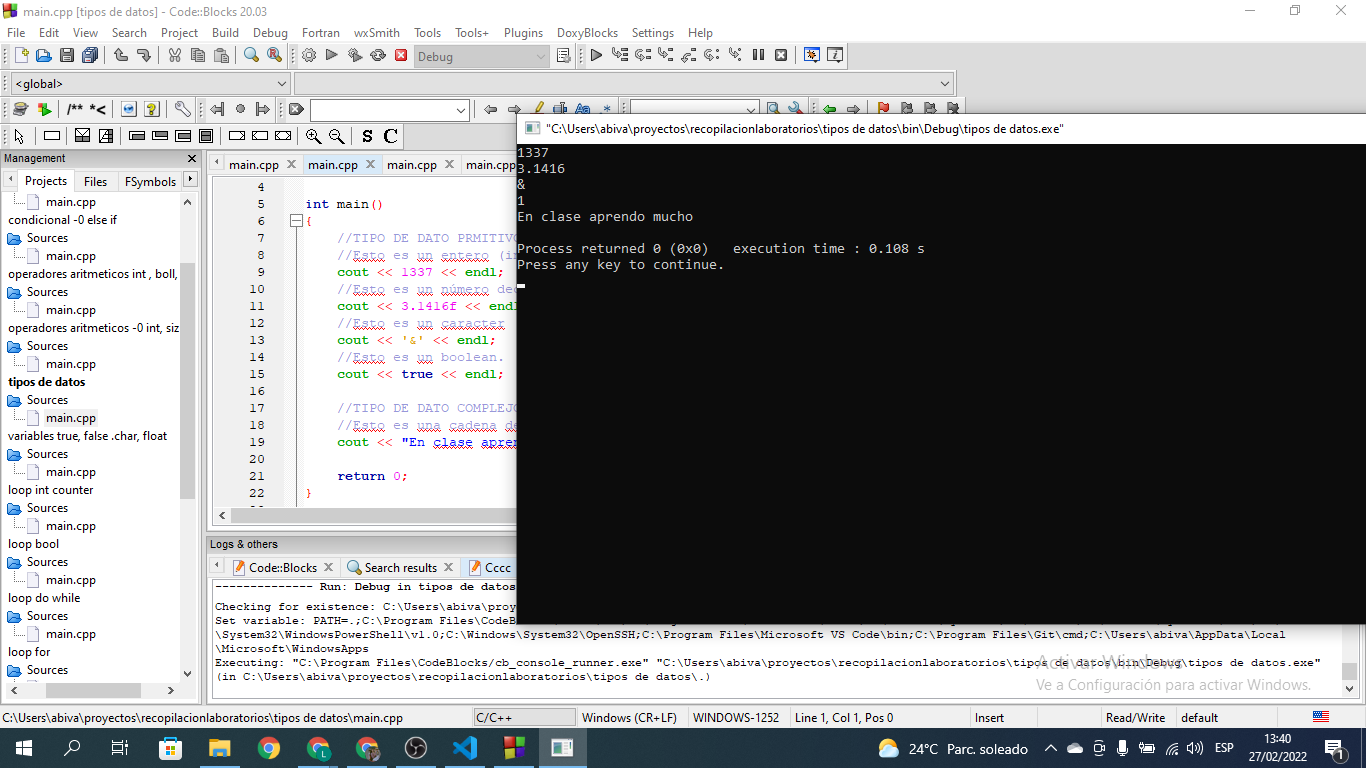 main.cpp [tipos de datos] - Code::Blocks 20.03
File Edit View Search Project Build Debug Fortran wxSmith Tools Tools+ Plugins DoxyBlocks Settings Help
Debug
<global>
/** *<
S C
Management
Projects Files FSymbols
main.cpp
condicional -0 else if
Sources
main.cpp
operadores aritmeticos int , boll,
Sources
main.cpp
operadores aritmeticos -0 int, siz
Sources
main.cpp
tipos de datos
Sources
main.cpp
variables true, false .char, float
Sources
main.cpp
loop int counter
Sources
main.cpp
loop bool
Sources
main.cpp
loop do while
Sources
main.cpp
loop for
Sources
main.cpp main.cpp main.cpp main.cpp
4
5 int main()
6 {
7 //TIPO DE DATO PRMITIVO
8 //Esto es un entero (in
9 cout << 1337 << endl;
10 //Esto es un número dec
11 cout << 3.1416f << endl
12 //Esto es un caracter
13 cout << '&' << endl;
14 //Esto es un boolean.
15 cout << true << endl;
16
17 //TIPO DE DATO COMPLEJO
18 //Esto es una cadena de
19 cout << "En clase apren
20
21 return 0;
22 }
"C:\Users\abiva\proyectos\recopilacionlaboratorios\tipos de datos\bin\Debug\tipos de datos.exe"
1337
3.1416
&
1
En clase aprendo mucho
Process returned 0 (0x0) execution time : 0.108 s
Press any key to continue.
Logs & others
Code::Blocks Search results Cccc
-------------- Run: Debug in tipos de datos
Checking for existence: C:\Users\abiva\proy
Set variable: PATH=.;C:\Program Files\CodeB
\System32\WindowsPowerShell\v1.0;C:\Windows\System32\OpenSSH;C:\Program Files\Microsoft VS Code\bin;C:\Program Files\Git\cmd;C:\Users\abiva\AppData\Local
\Microsoft\WindowsApps
Executing: "C:\Program Files\CodeBlocks/cb_console_runner.exe" "C:\Users\abiva\proyectos\recopilacionlaboratorios\tipos de datos\bin\Debug\tipos de datos.exe"
(in C:\Users\abiva\proyectos\recopilacionlaboratorios\tipos de datos\.)
Activar Windows
Ve a Configuración para activar Windows.
C:\Users\abiva\proyectos\recopilacionlaboratorios\tipos de datos\main.cpp C/C++ Windows (CR+LF) WINDOWS-1252 Line 1, Col 1, Pos 0 Insert Read/Write default
24°C Parc. soleado ESP 13:40
27/02/2022
1